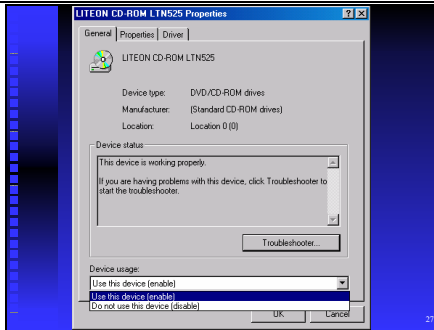 LITEON CD-ROM LTN525 Properties
General Properties Driver
LITEON CD-ROM LTN525
Device type: DVD/CD-ROM drives
Manufacturer: (Standard CD-ROM drives)
Location: Location 0 (0)
Device status
This device is working properly.
If you are having problems with this device, click Troubleshooter to
start the troubleshooter.
Troubleshooter...
Device usage:
Use this device (enable)
Use this device (enable)
Do not use this device (disable)
OK Cancel
27